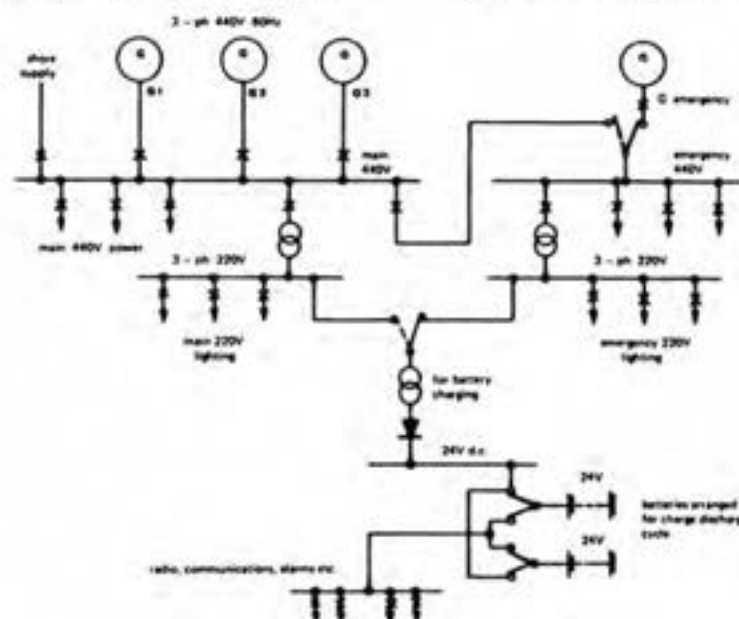 3 - ph 440V 60Hz
shore
supply
G
G
G
G
G1
G2
G3
G emergency
main
440V
emergency
440V
main 440V power
3 - ph 220V
3 - ph 220V
main 220V
lighting
emergency 220V
lighting
for battery
charging
24V d.c
24V
24V
batteries arranged
for charge discharge
cycle
radio, communications, alarms etc.